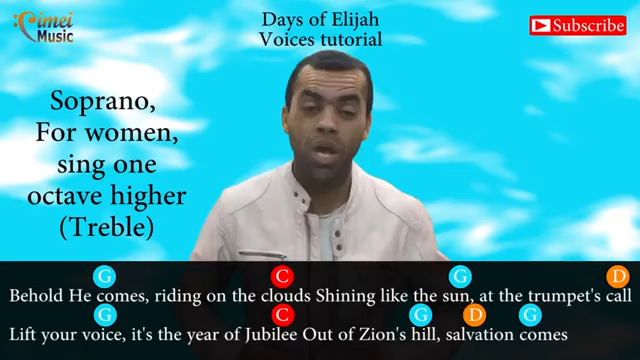 Cimei
Music
Days of Elijah
Voices tutorial
Subscribe
Soprano,
For women,
sing one
octave higher
(Treble)
G C G D
Behold He comes, riding on the clouds Shining like the sun, at the trumpet's call
G C G D G
Lift your voice, it's the year of Jubilee Out of Zion's hill, salvation comes